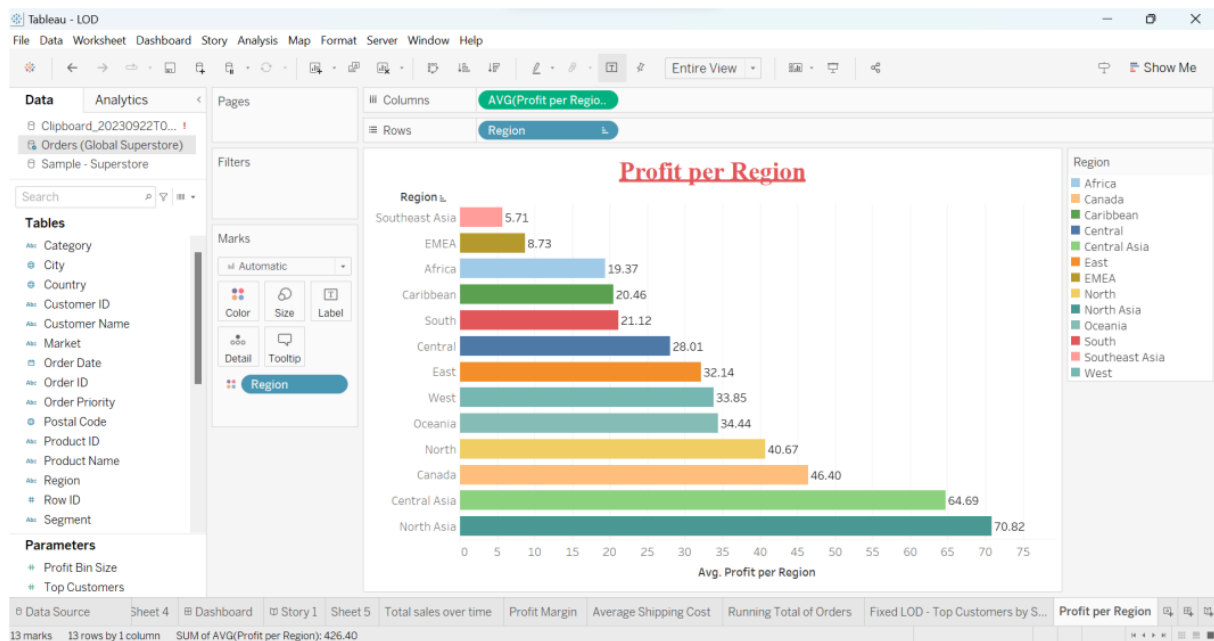 Tableau - LOD
File Data Worksheet Dashboard Story Analysis Map Format Server Window Help
Entire View
Show Me
Data Analytics
Clipboard_20230922T0... !
Orders (Global Superstore)
Sample - Superstore
Search
Tables
Abc Category
City
Country
Abc Customer ID
Abc Customer Name
Abc Market
Order Date
Abc Order ID
Abc Order Priority
Postal Code
Abc Product ID
Abc Product Name
Abc Region
# Row ID
Abc Segment
Parameters
# Profit Bin Size
# Top Customers
Pages
Filters
Marks
Automatic
Color Size Label
Detail Tooltip
Region
Columns AVG(Profit per Regio..
Rows Region
Profit per Region
Region
Southeast Asia 5.71
EMEA 8.73
Africa 19.37
Caribbean 20.46
South 21.12
Central 28.01
East 32.14
West 33.85
Oceania 34.44
North 40.67
Canada 46.40
Central Asia 64.69
North Asia 70.82
0 5 10 15 20 25 30 35 40 45 50 55 60 65 70 75
Avg. Profit per Region
Region
Africa
Canada
Caribbean
Central
Central Asia
East
EMEA
North
North Asia
Oceania
South
Southeast Asia
West
Data Source Sheet 4 Dashboard Story 1 Sheet 5 Total sales over time Profit Margin Average Shipping Cost Running Total of Orders Fixed LOD - Top Customers by S... Profit per Region
13 marks 13 rows by 1 column SUM of AVG(Profit per Region): 426.40